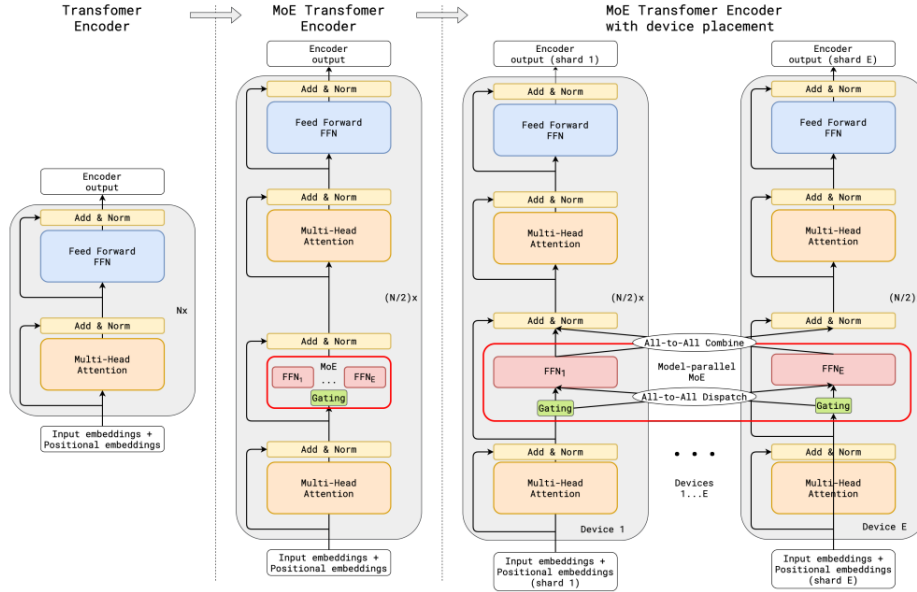 Transfomer
Encoder
MoE Transfomer
Encoder
MoE Transfomer Encoder
with device placement
Encoder
output
Add & Norm
Feed Forward
FFN
Add & Norm
Multi-Head
Attention
Nx
Input embeddings +
Positional embeddings
Encoder
output
Add & Norm
Feed Forward
FFN
Add & Norm
Multi-Head
Attention
(N/2)x
Add & Norm
MoE
FFN1 ... FFNE
Gating
Add & Norm
Multi-Head
Attention
Input embeddings +
Positional embeddings
Encoder
output (shard 1)
Add & Norm
Feed Forward
FFN
Add & Norm
Multi-Head
Attention
(N/2)x
Add & Norm
All-to-All Combine
FFN1
Model-parallel
MoE
All-to-All Dispatch
Gating
Add & Norm
Multi-Head
Attention
Device 1
Input embeddings +
Positional embeddings
(shard 1)
Devices
1...E
Encoder
output (shard E)
Add & Norm
Feed Forward
FFN
Add & Norm
Multi-Head
Attention
(N/2)
Add & Norm
FFNE
Gating
Add & Norm
Multi-Head
Attention
Device E
Input embeddings +
Positional embeddings
(shard E)